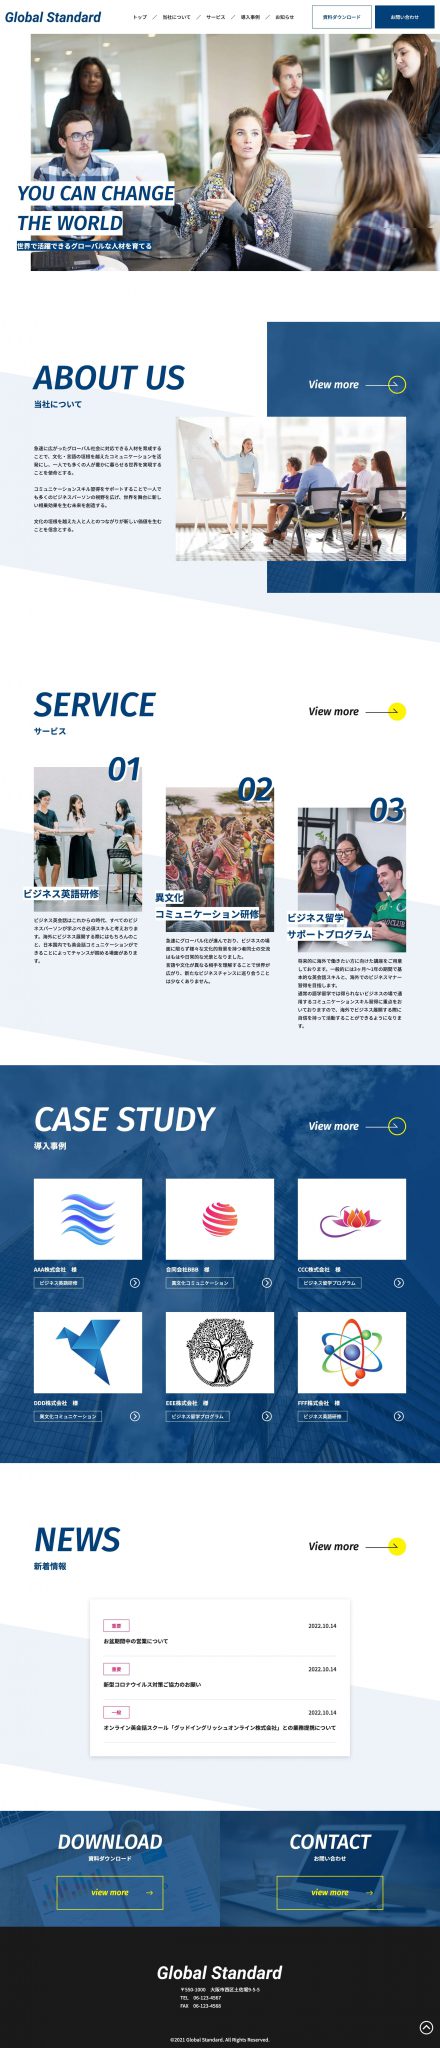 Global Standard
トップ ／ 当社について ／ サービス ／ 導入事例 ／ お知らせ
資料ダウンロード
お問い合わせ
YOU CAN CHANGE
THE WORLD
世界で活躍できるグローバルな人材を育てる
ABOUT US
当社について
View more
急速に広がったグローバル社会に対応できる人材を育成する
ことで、文化・言語の垣根を越えたコミュニケーションを活
発にし、一人でも多くの人が豊かに暮らせる世界を実現する
ことを使命とする。
コミュニケーションスキル習得をサポートすることで一人で
も多くのビジネスパーソンの視野を広げ、世界を舞台に新し
い相乗効果を生む未来を創造する。
文化の垣根を越えた人と人とのつながりが新しい価値を生む
ことを信念とする。
SERVICE
サービス
View more
01
ビジネス英語研修
ビジネス英会話はこれからの時代、すべてのビジ
ネスパーソンが学ぶべき必須スキルと考えておりま
す。海外にビジネス展開する際にはもちろんのこ
と、日本国内でも英会話コミュニケーションがで
きることによってチャンスが掴める場面がありま
す。
02
異文化
コミュニケーション研修
急速にグローバル化が進んでおり、ビジネスの場
面に限らず様々な文化的背景を持つ者同士の交流
はもはや日常的な光景となりました。
言語や文化が異なる相手を理解することで世界が
広がり、新たなビジネスチャンスに巡り会うこと
は少なくありません。
03
ビジネス留学
サポートプログラム
将来的に海外で働きたい方に向けた講座をご用意
しております。一般的には3ヶ月~1年の期間で基
本的な英会話スキルと、海外でのビジネスマナー
習得を目指します。
通常の語学留学では得られないビジネスの場で通
用するコミュニケーションスキル習得に重点をお
いておりますので、海外でビジネス展開する際に
自信を持って活動することができるようになりま
す。
CASE STUDY
導入事例
View more
AAA株式会社 様
ビジネス英語研修
合同会社BBB 様
異文化コミュニケーション
CCC株式会社 様
ビジネス留学プログラム
DDD株式会社 様
異文化コミュニケーション
EEE株式会社 様
ビジネス留学プログラム
FFF株式会社 様
ビジネス英語研修
NEWS
新着情報
View more
重要
2022.10.14
お盆期間中の営業について
重要
2022.10.14
新型コロナウイルス対策ご協力のお願い
一般
2022.10.14
オンライン英会話スクール「グッドイングリッシュオンライン株式会社」との業務提携について
DOWNLOAD
資料ダウンロード
view more
CONTACT
お問い合わせ
view more
Global Standard
〒550-1000 大阪市西区土佐堀9-5-5
TEL 06-123-4567
FAX 06-123-4568
©2021 Global Standard. All Rights Reserved.